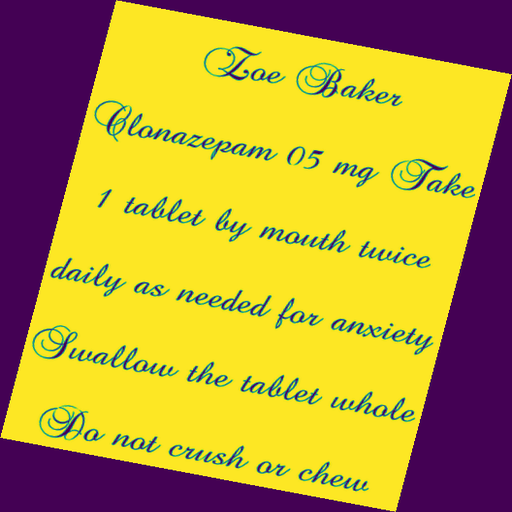 Zoe Baker
Clonazepam 05 mg Take
1 tablet by mouth twice
daily as needed for anxiety
Swallow the tablet whole
Do not crush or chew